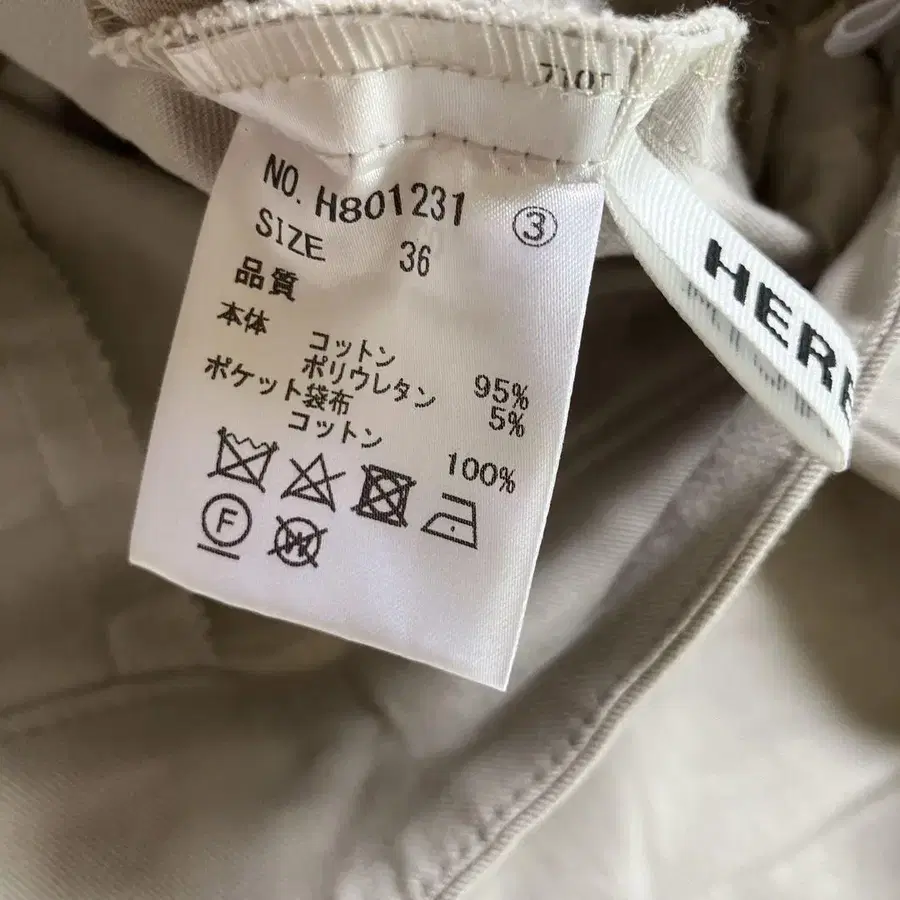 NO. H801231 ③
SIZE 36
品質
本体 コットン 95%
ポリウレタン 5%
ポケット袋布
コットン 100%
F
W